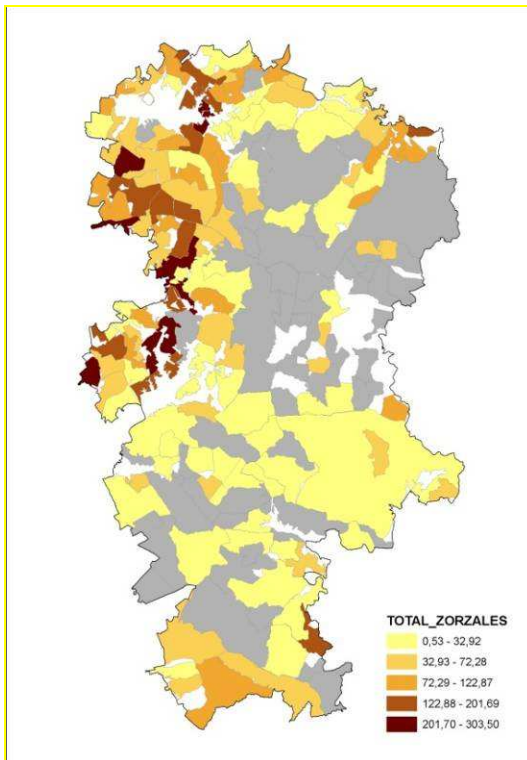 TOTAL_ZORZALES
0,53 - 32,92
32,93 - 72,28
72,29 - 122,87
122,88 - 201,69
201,70 - 303,50